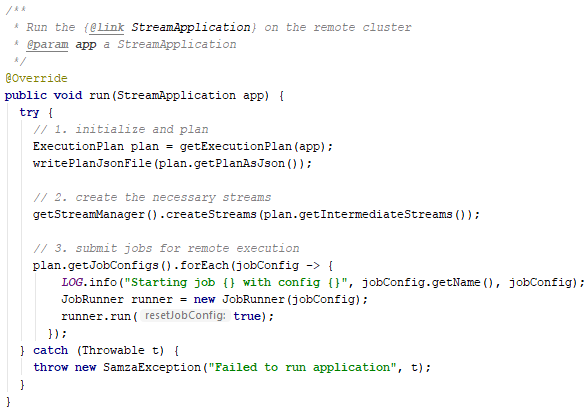 /**
 * Run the {@link StreamApplication} on the remote cluster
 * @param app a StreamApplication
 */
@Override
public void run(StreamApplication app) {
  try {
    // 1. initialize and plan
    ExecutionPlan plan = getExecutionPlan(app);
    writePlanJsonFile(plan.getPlanAsJson());

    // 2. create the necessary streams
    getStreamManager().createStreams(plan.getIntermediateStreams());

    // 3. submit jobs for remote execution
    plan.getJobConfigs().forEach(jobConfig -> {
        LOG.info("Starting job {} with config {}", jobConfig.getName(), jobConfig);
        JobRunner runner = new JobRunner(jobConfig);
        runner.run( resetJobConfig: true);
      });
  } catch (Throwable t) {
    throw new SamzaException("Failed to run application", t);
  }
}